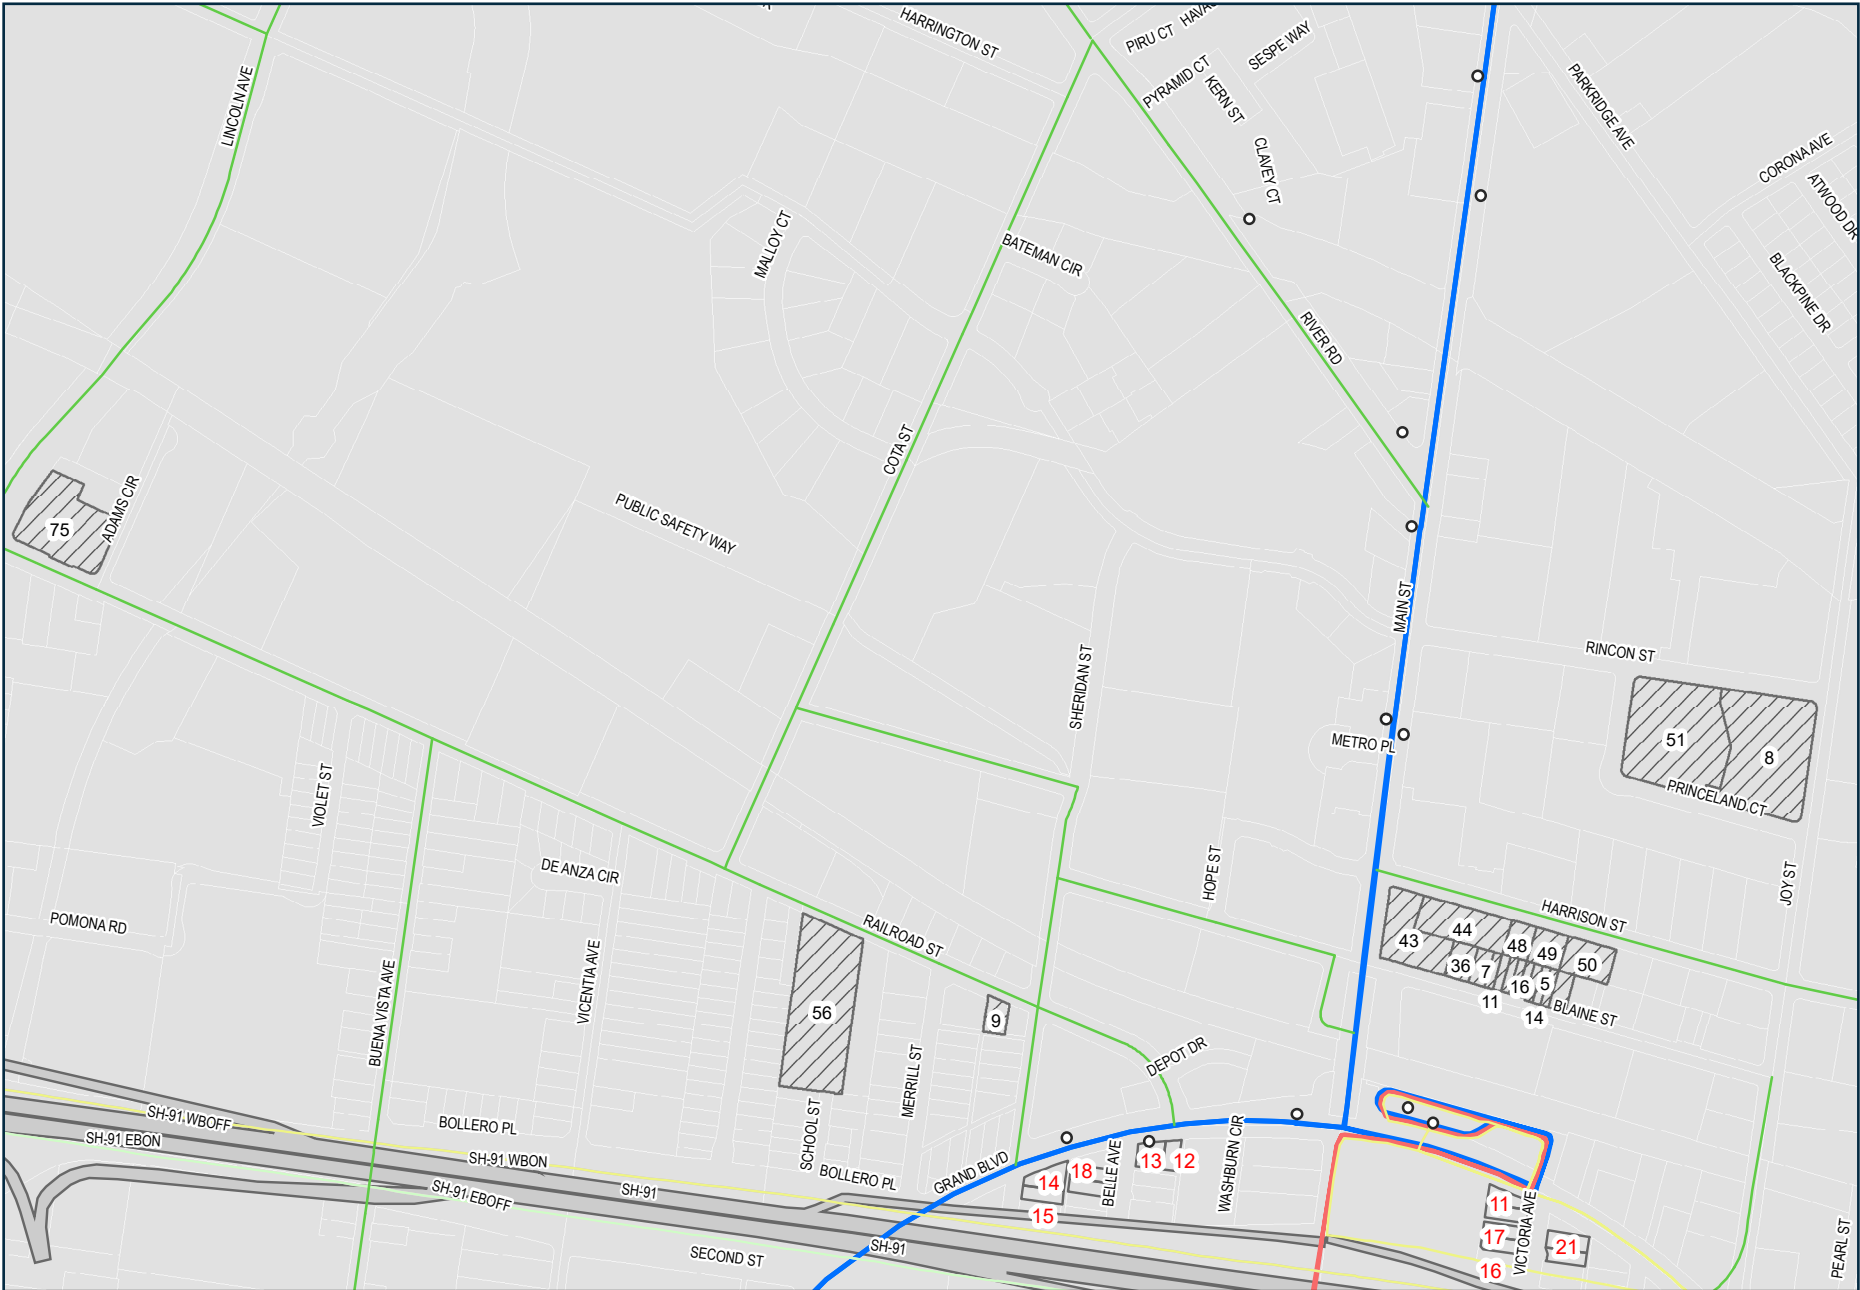 HARRINGTON ST
PIRU CT
SESPE WAY
PYRAMID CT
KERN ST
LINCOLN AVE
PARKRIDGE AVE
CORONA AVE
ATWOOD DR
CLAVEY CT
MALLOY CT
BATEMAN CIR
BLACKPINE DR
RIVER RD
COTA ST
ADAMS CIR
75
PUBLIC SAFETY WAY
MAIN ST
RINCON ST
SHERIDAN ST
METRO PL
51
8
PRINCELAND CT
VIOLET ST
DE ANZA CIR
HOPE ST
JOY ST
POMONA RD
RAILROAD ST
HARRISON ST
43
44
48
49
50
36
7
16
5
11
14
BLAINE ST
BUENA VISTA AVE
VICENTIA AVE
56
9
MERRILL ST
DEPOT DR
SH-91 WBOFF
SH-91 EBON
BOLLERO PL
SH-91 WBON
SCHOOL ST
BOLLERO PL
GRAND BLVD
SH-91 EBOFF
SH-91
13
12
18
14
15
BELLE AVE
WASHBURN CIR
11
17
16
VICTORIA AVE
21
PEARL ST
SECOND ST
SH-91